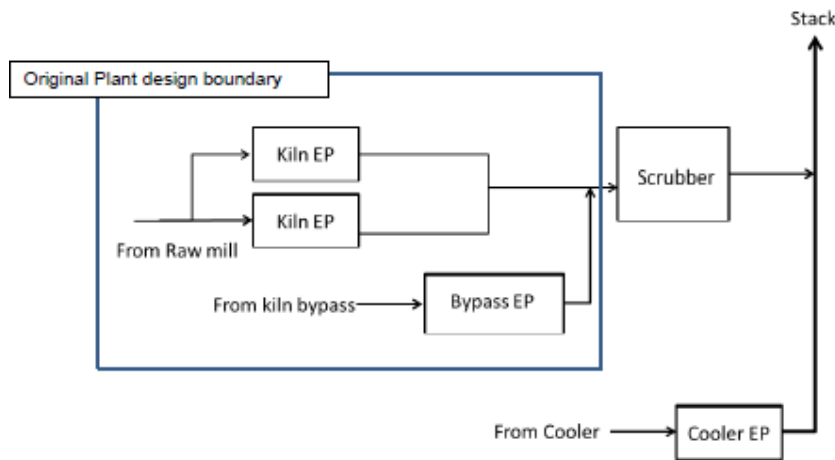 Stack
Original Plant design boundary
Kiln EP
Scrubber
Kiln EP
From Raw mill
From kiln bypass
Bypass EP
From Cooler
Cooler EP